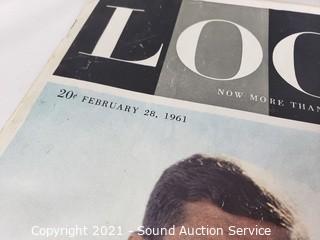 LOO
NOW MORE THAN
20¢ FEBRUARY 28, 1961
Copyright 2021 - Sound Auction Service